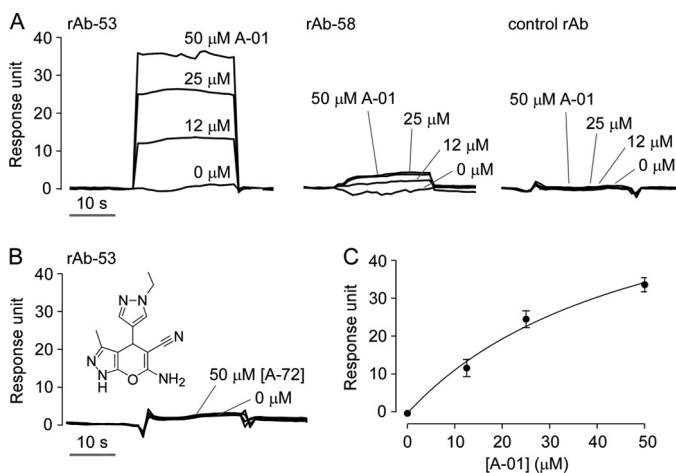 A
rAb-53
rAb-58
control rAb
Response unit
40
30
20
10
0
50 μM A-01
25 μM
12 μM
0 μM
10 s
50 μM A-01
25 μM
12 μM
0 μM
50 μM A-01
25 μM
12 μM
0 μM
B
rAb-53
Response unit
40
30
20
10
0
N
N
N
N
H
O
N
NH2
50 μM [A-72]
0 μM
10 s
C
Response unit
40
30
20
10
0
0
10
20
30
40
50
[A-01] (μM)